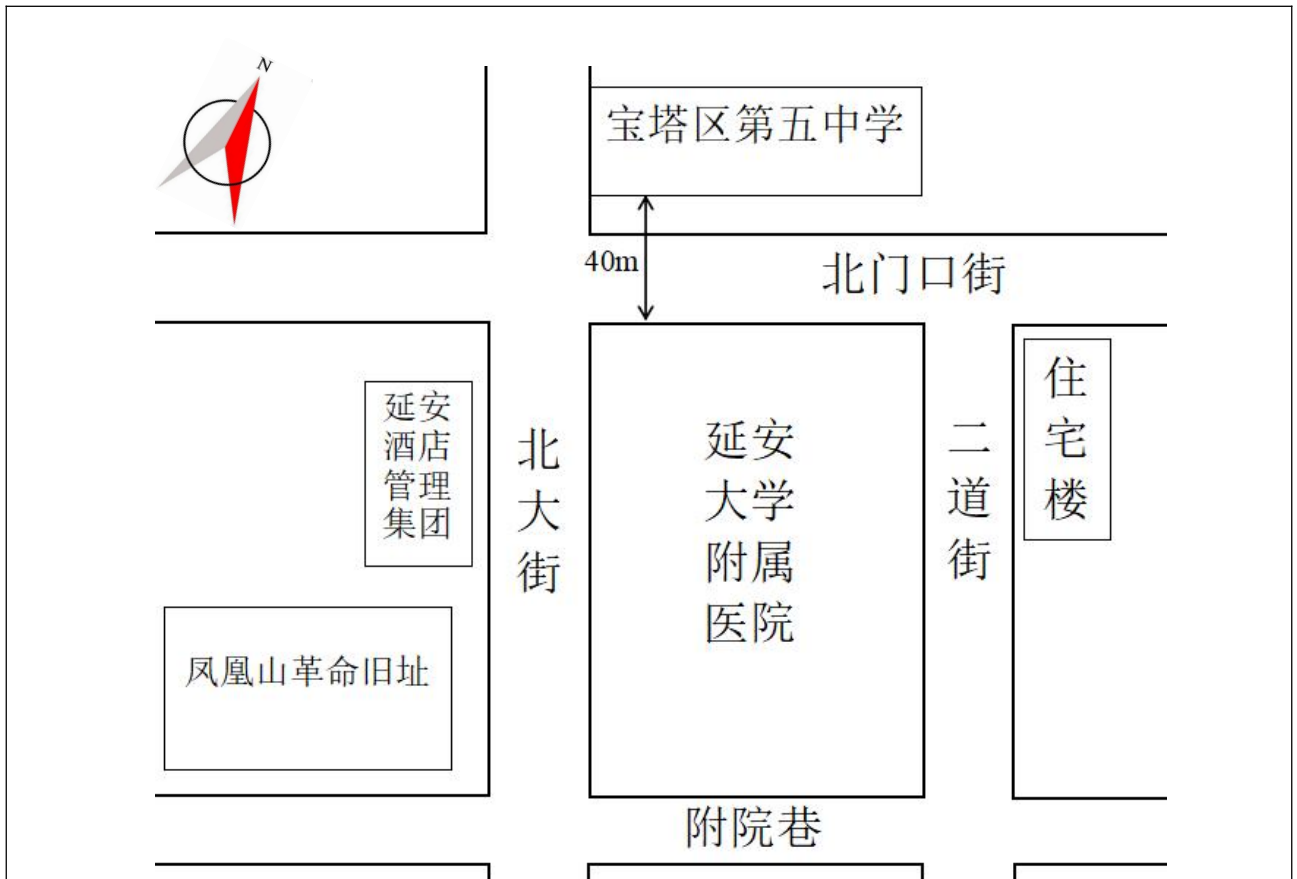 N
宝塔区第五中学
40m
北门口街
延安
酒店
管理
集团
北大街
延安
大学
附属
医院
二道街
住宅楼
凤凰山革命旧址
附院巷